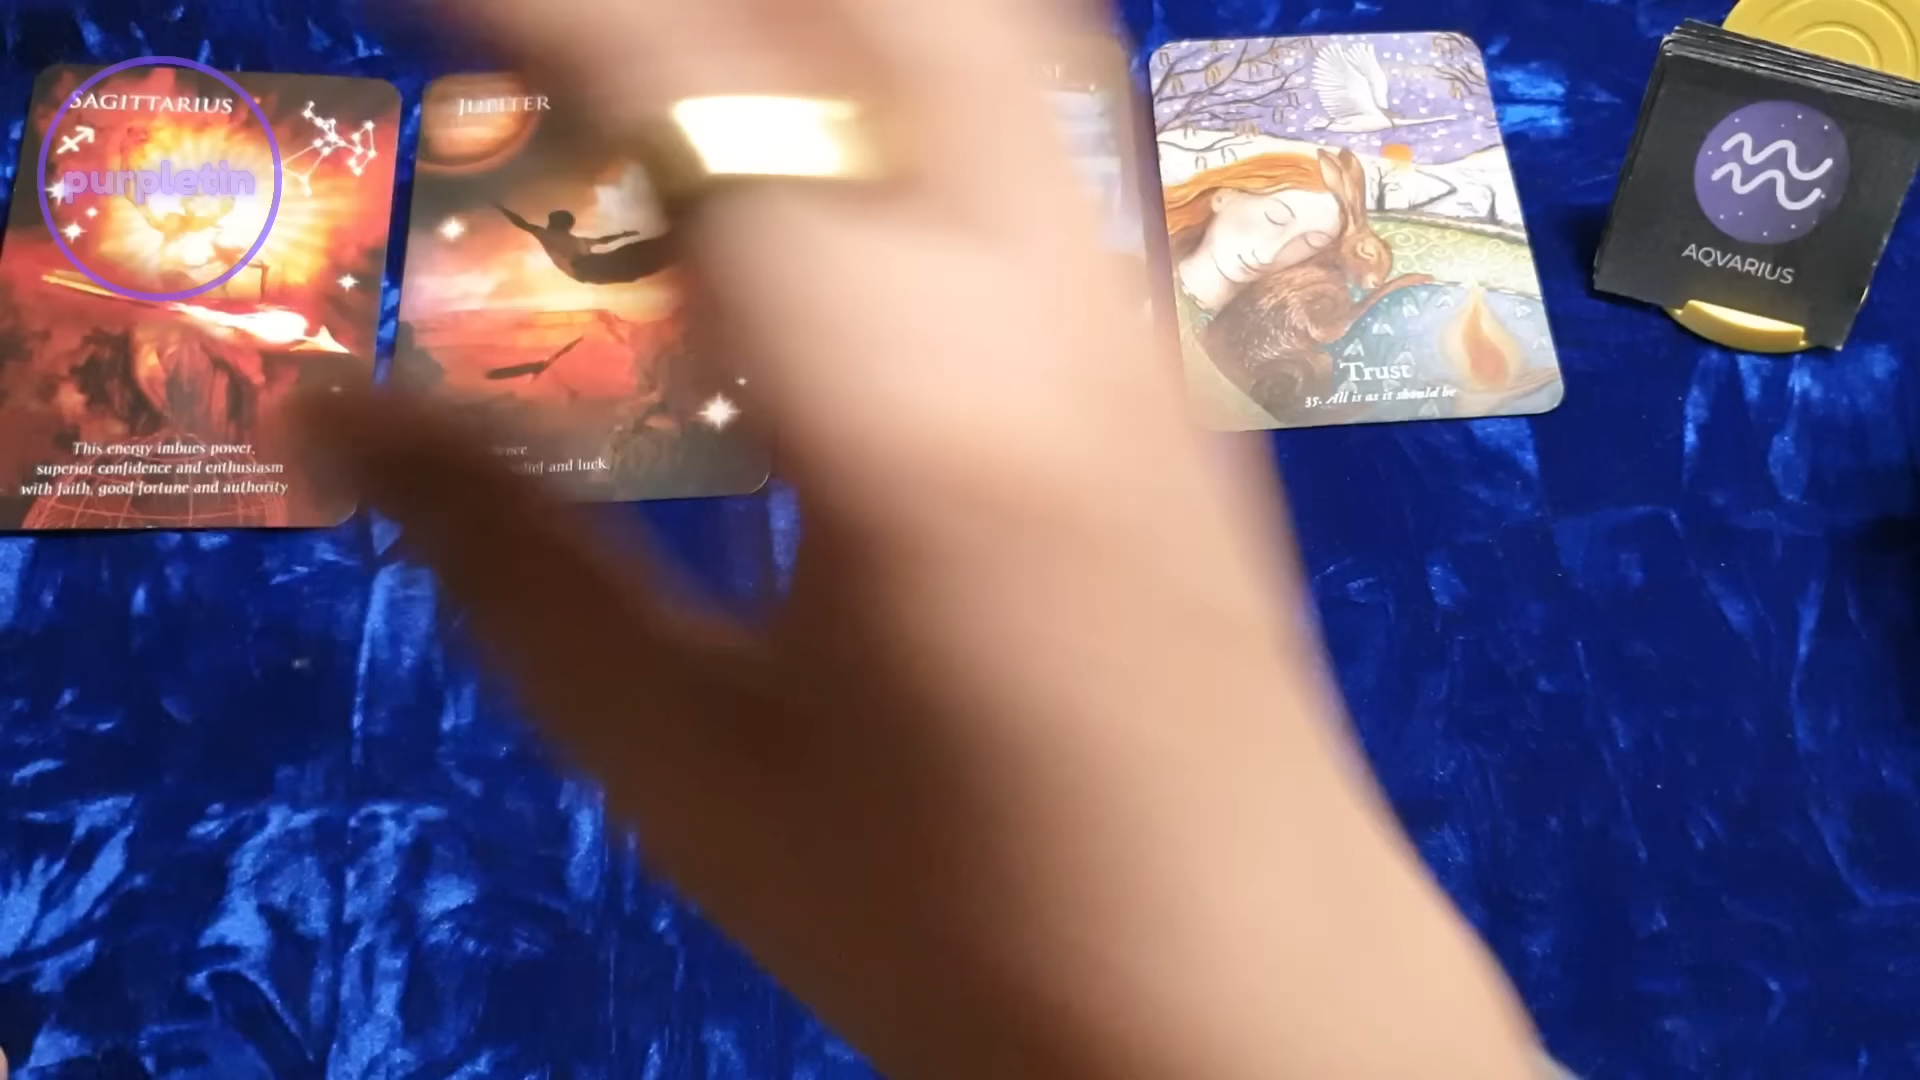 SAGITTARIUS
purpletin
This energy imbues power,
superior confidence and enthusiasm
with faith, good fortune and authority
JUPITER
and luck.
Trust
35. All is as it should be
AQVARIUS